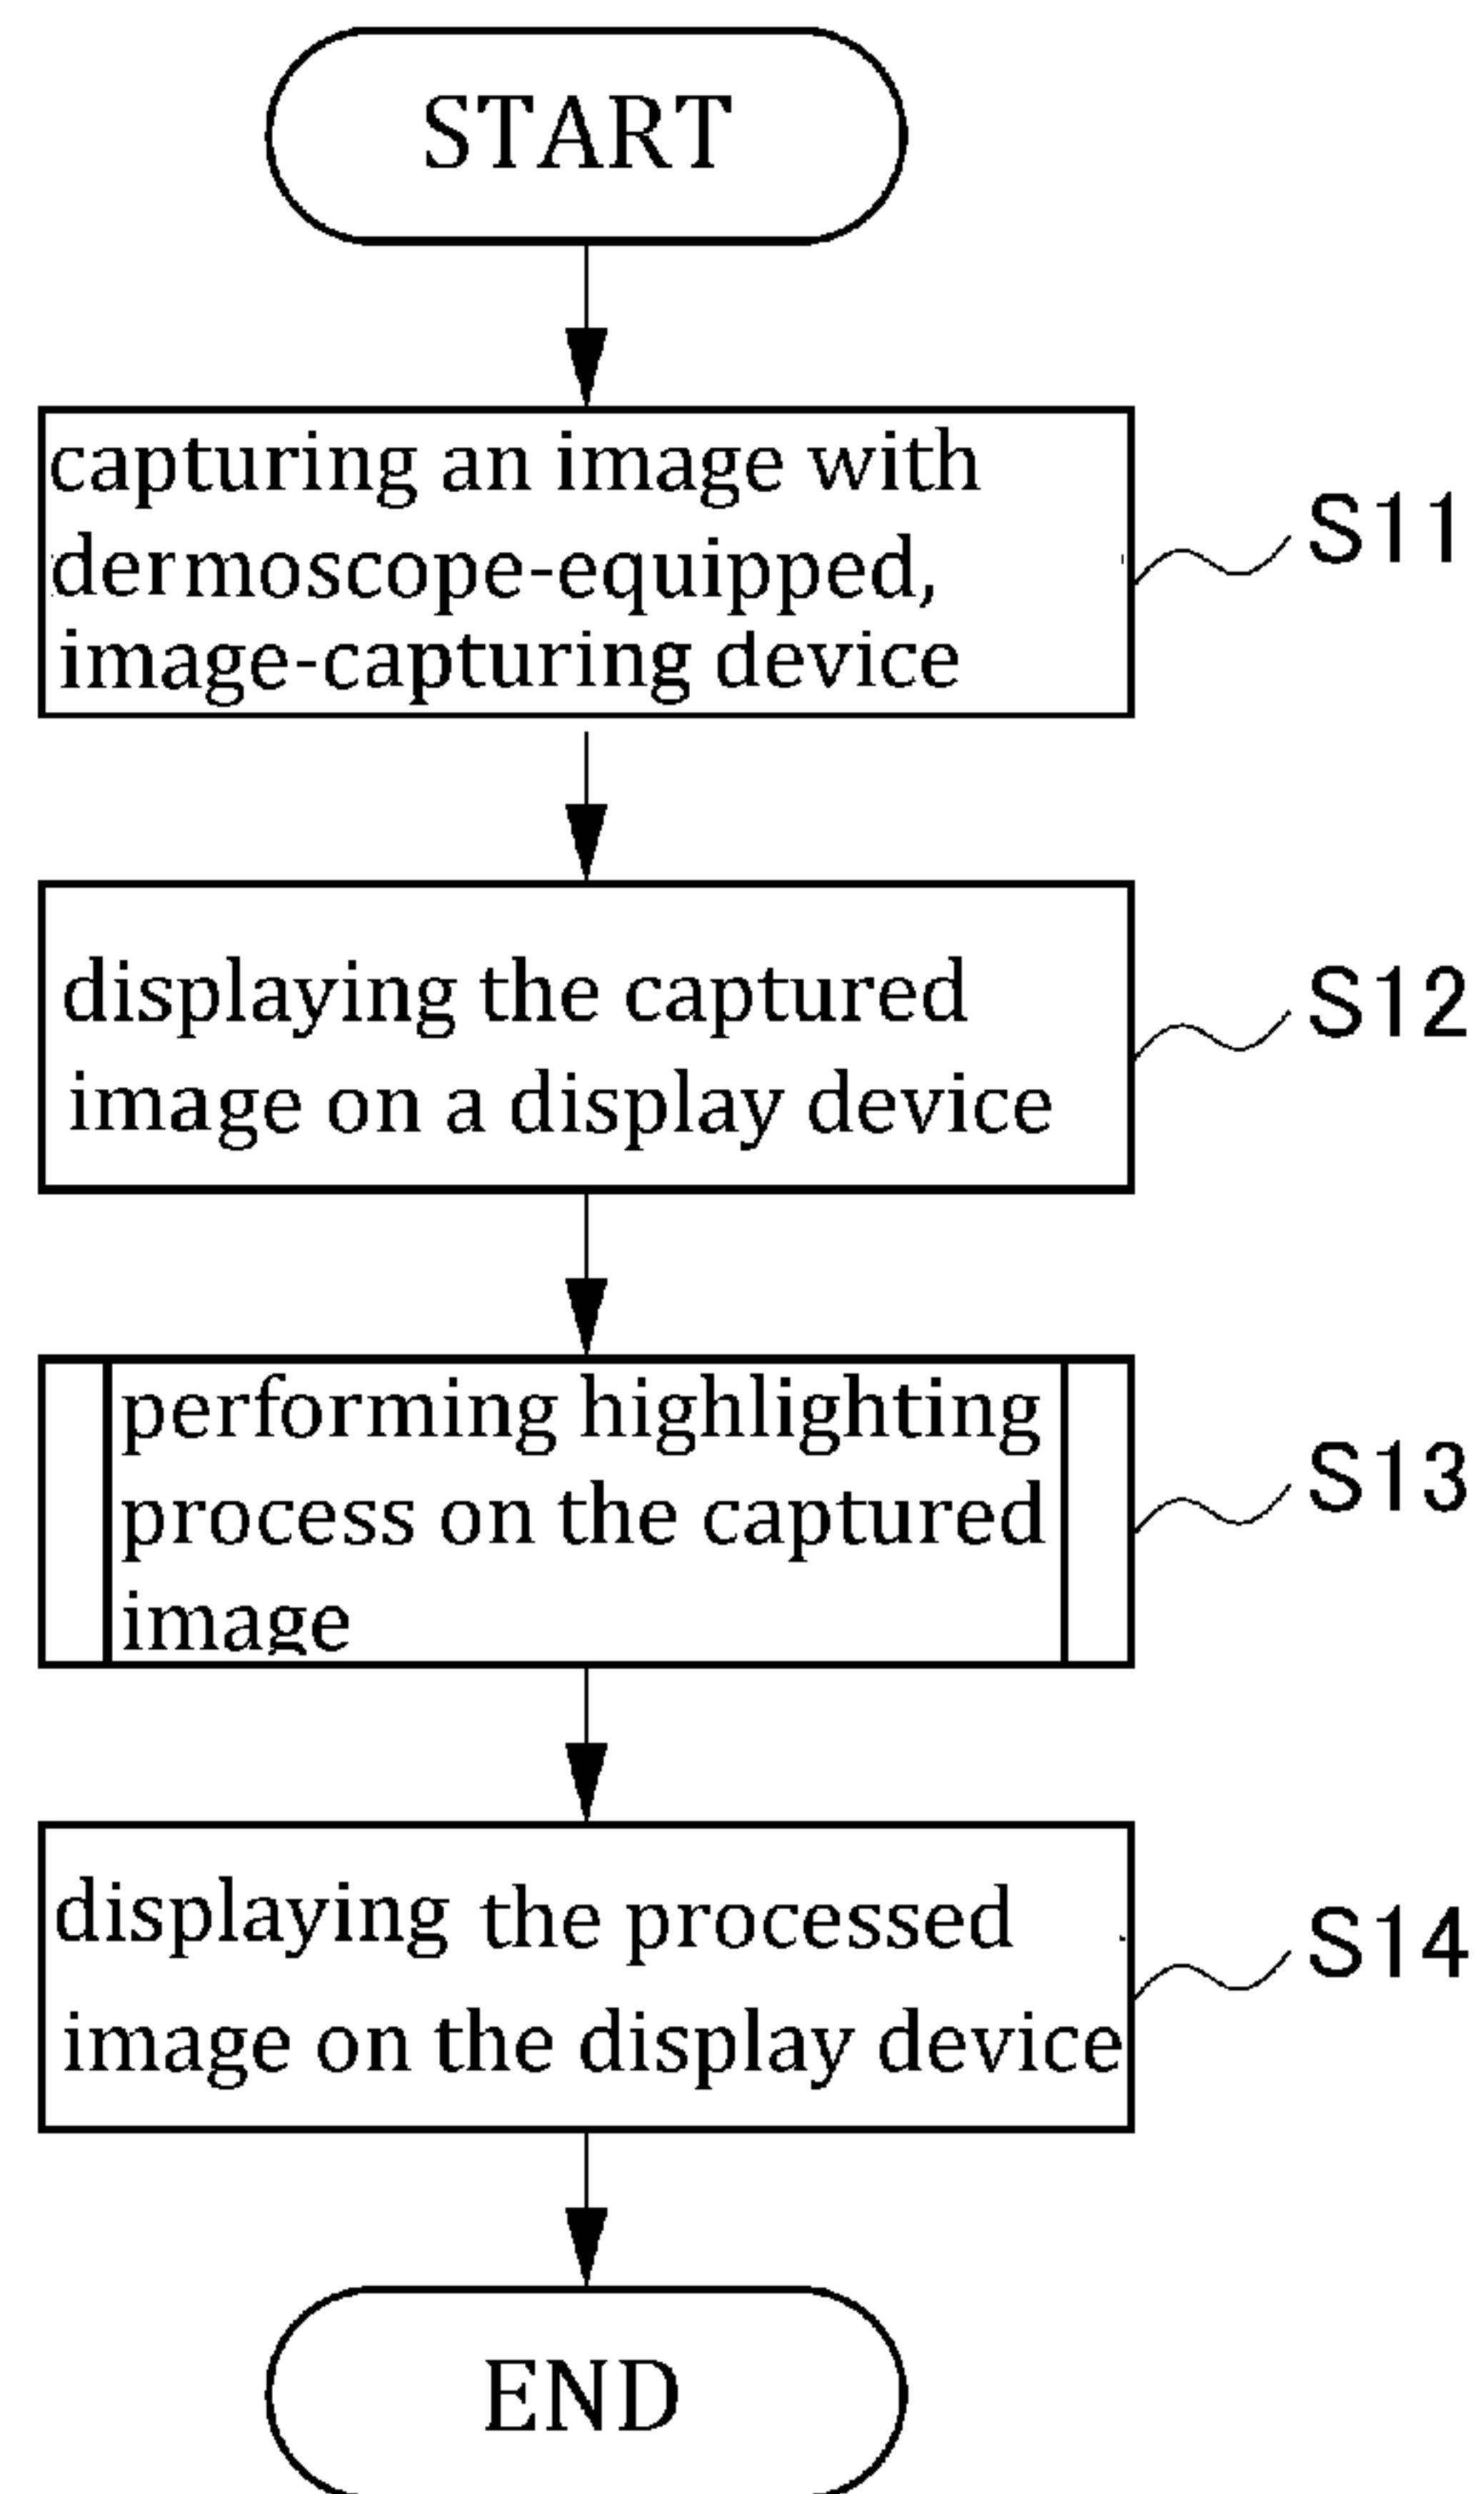 START
capturing an image with
dermoscope-equipped,
image-capturing device
S11
displaying the captured
image on a display device
S12
performing highlighting
process on the captured
image
S13
displaying the processed
image on the display device
S14
END